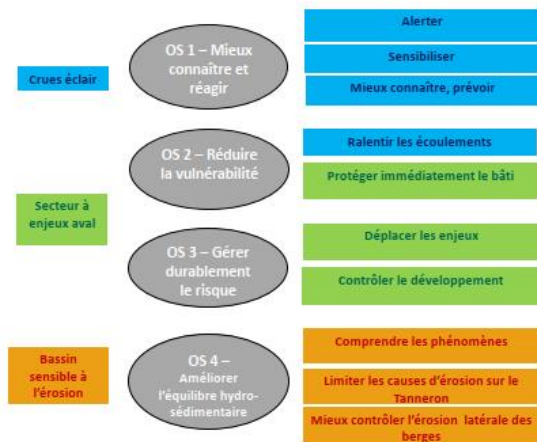 Crues éclair
OS 1 – Mieux
connaître et
réagir
Alerter
Sensibiliser
Mieux connaître, prévoir
Secteur à
enjeux aval
OS 2 – Réduire
la vulnérabilité
Ralentir les écoulements
Protéger immédiatement le bâti
OS 3 – Gérer
durablement
le risque
Déplacer les enjeux
Contrôler le développement
Bassin
sensible à
l'érosion
OS 4 –
Améliorer
l'équilibre hydro-
sédimentaire
Comprendre les phénomènes
Limiter les causes d'érosion sur le
Tanneron
Mieux contrôler l'érosion latérale des
berges